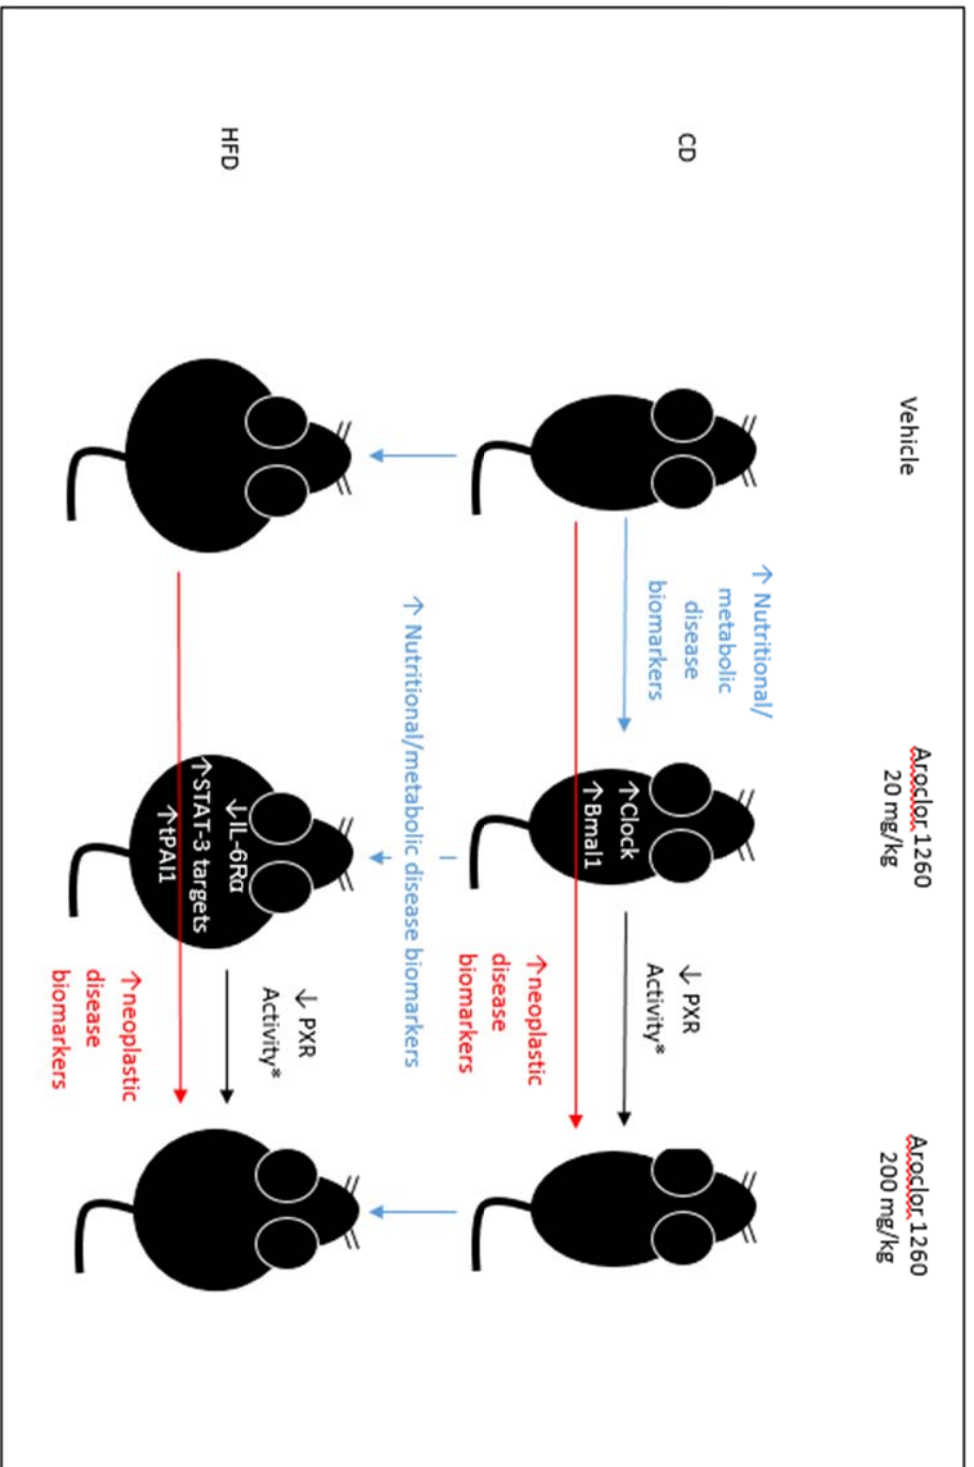 Vehicle
Aroclor 1260
20 mg/kg
Aroclor 1260
200 mg/kg
CD
↑ Nutritional/
metabolic
disease
biomarkers
↑Clock
↑Bmal1
↓ PXR
Activity*
↑neoplastic
disease
biomarkers
↑ Nutritional/metabolic disease biomarkers
HFD
↓IL-6Rα
↑STAT-3 targets
↑tPAI1
↓ PXR
Activity*
↑neoplastic
disease
biomarkers